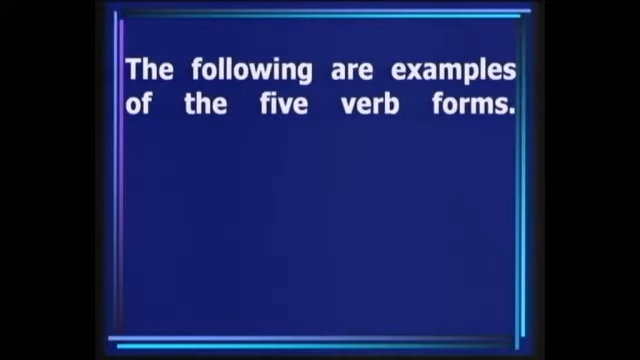 The following are examples
of the five verb forms.